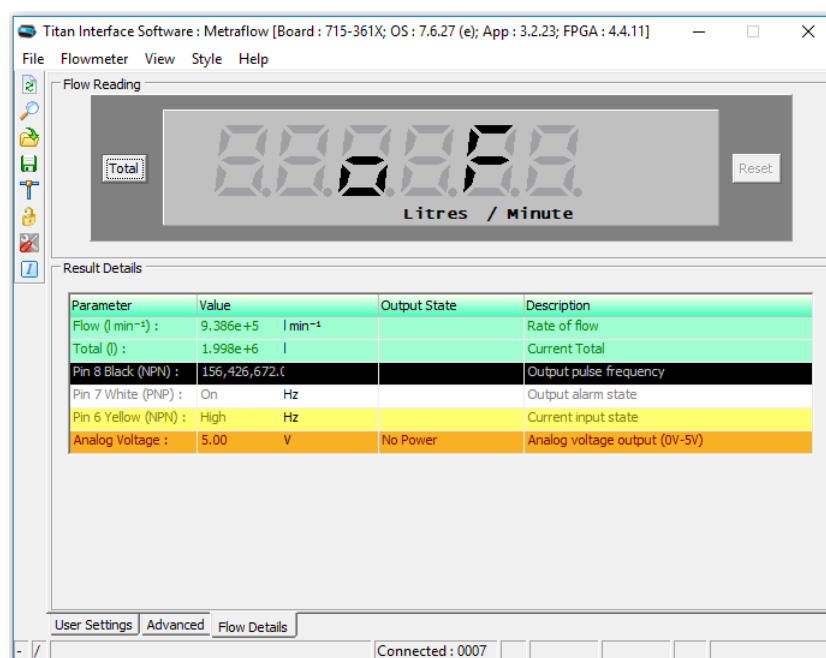 Titan Interface Software : Metraflow [Board : 715-361X; OS : 7.6.27 (e); App : 3.2.23; FPGA : 4.4.11]
File Flowmeter View Style Help
Flow Reading
Total
o F
Reset
Litres / Minute
Result Details
Parameter Value Output State Description
Flow (l min⁻¹) : 9.386e+5 l min⁻¹ Rate of flow
Total (l) : 1.998e+6 l Current Total
Pin 8 Black (NPN) : 156,426,672.0 Output pulse frequency
Pin 7 White (PNP) : On Hz Output alarm state
Pin 6 Yellow (NPN) : High Hz Current input state
Analog Voltage : 5.00 V No Power Analog voltage output (0V-5V)
User Settings Advanced Flow Details
- / Connected : 0007